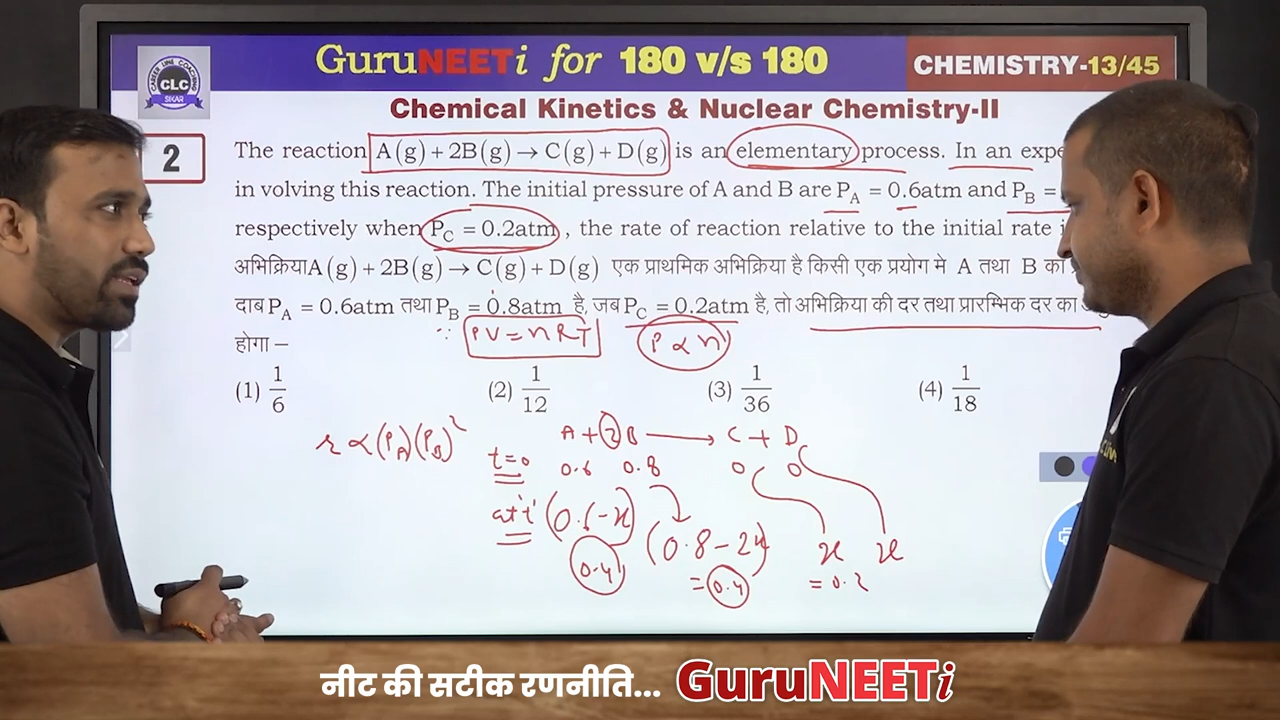 GuruNEETi for 180 v/s 180
CHEMISTRY-13/45
CAREER LINE COACHING
CLC
SIKAR
Chemical Kinetics & Nuclear Chemistry-II
2
The reaction A(g)+2B(g)→C(g)+D(g) is an elementary process. In an expe
in volving this reaction. The initial pressure of A and B are P_A = 0.6atm and P_B =
respectively when P_C = 0.2atm, the rate of reaction relative to the initial rate i
अभिक्रिया A(g)+2B(g)→C(g)+D(g) एक प्राथमिक अभिक्रिया है किसी एक प्रयोग मे A तथा B का
दाब P_A = 0.6atm तथा P_B = 0.8atm है, जब P_C = 0.2atm है, तो अभिक्रिया की दर तथा प्रारम्भिक दर का
होगा –
∵ PV=nRT P∝n
(1) 1/6 (2) 1/12 (3) 1/36 (4) 1/18
r∝(P_A)(P_B)²
A+2B→C+D
t=0 0.6 0.8 0 0
at 't' (0.6-x) (0.8-2x) x x
0.4 =0.4 =0.2
नीट की सटीक रणनीति... GuruNEETi